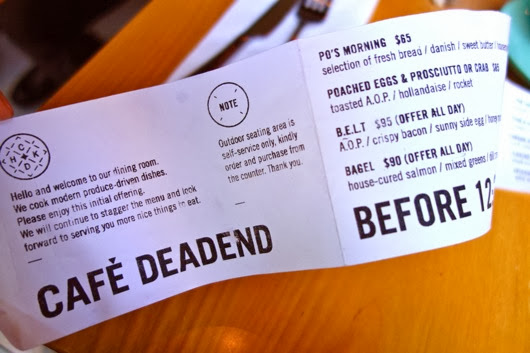 NOTE
Hello and welcome to our dining room.
We cook modern produce-driven dishes.
Please enjoy this initial offering.
We will continue to stagger the menu and look
forward to serving you more nice things to eat.
Outdoor seating area is
self-service only, kindly
order and purchase from
the counter. Thank you.
CAFÈ DEADEND
PO'S MORNING $65
selection of fresh bread / danish / sweet butter /
POACHED EGGS & PROSCIUTTO OR CRAB
toasted A.O.P. / hollandaise / rocket
B.E.L.T $95 (OFFER ALL DAY)
A.O.P. / crispy bacon / sunny side egg /
BAGEL $90 (OFFER ALL DAY)
house-cured salmon / mixed greens /
BEFORE 12